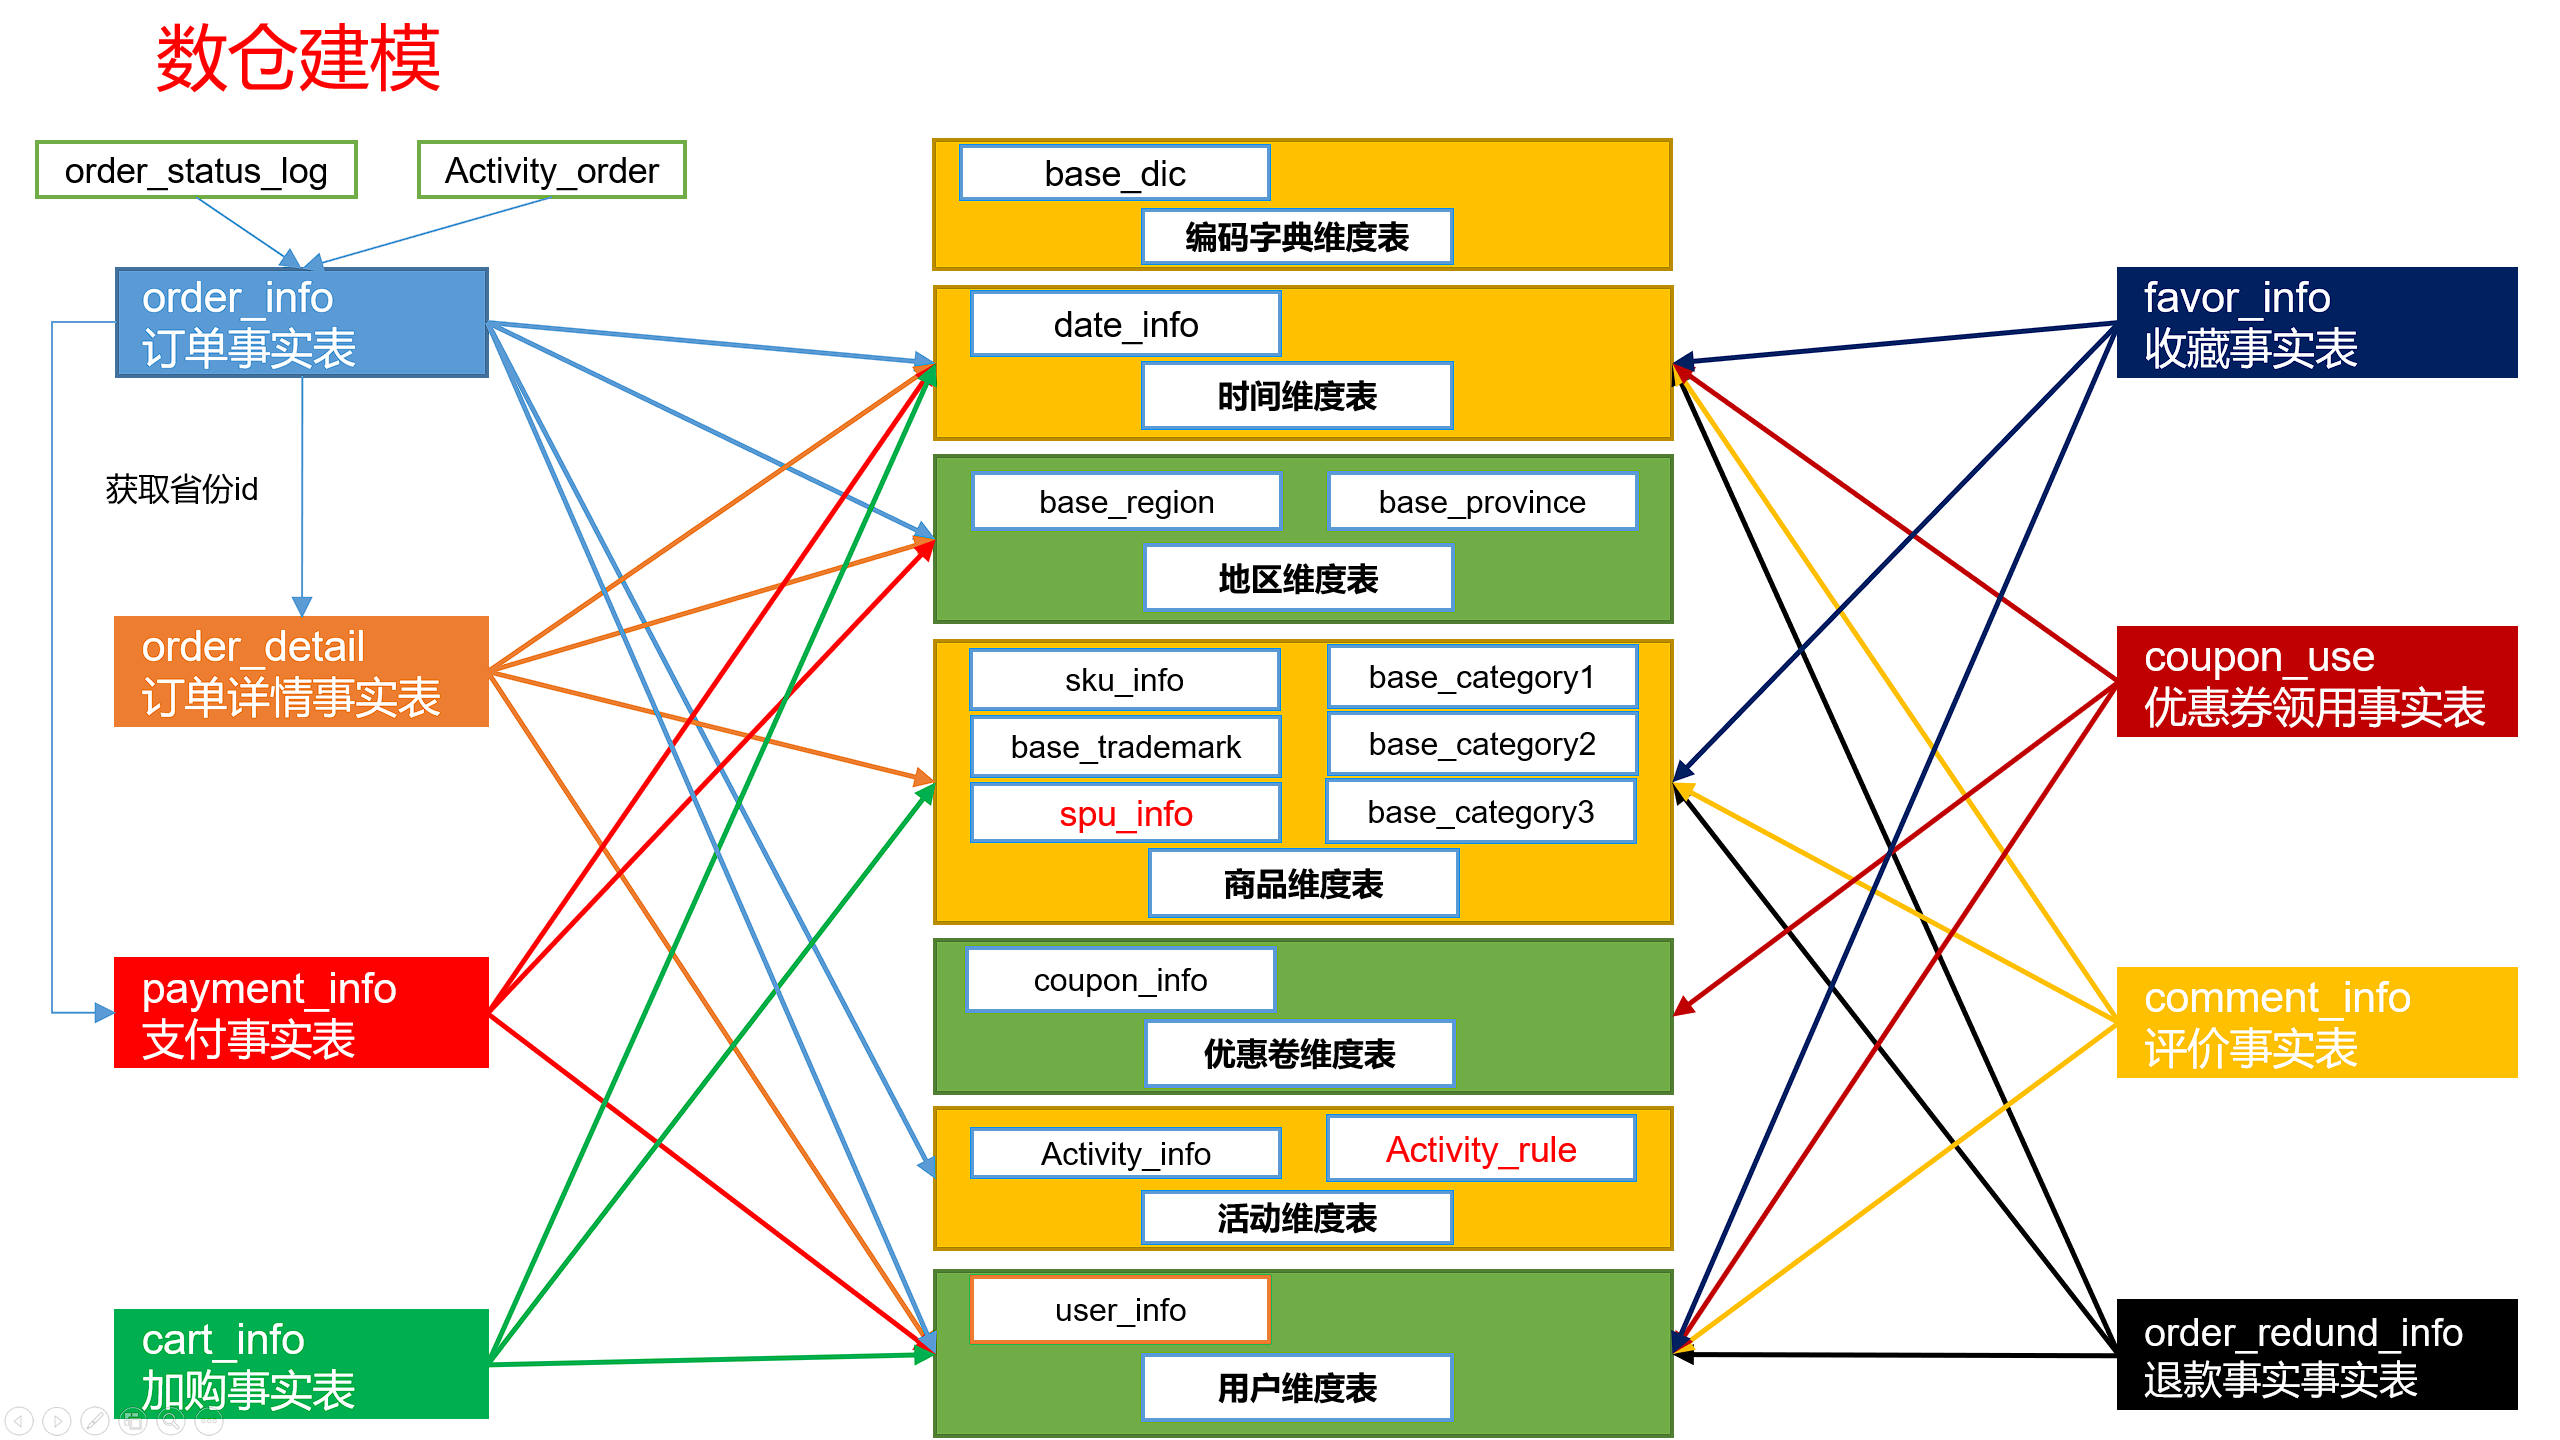 数仓建模
order_status_log
Activity_order
order_info
订单事实表
获取省份id
order_detail
订单详情事实表
payment_info
支付事实表
cart_info
加购事实表
base_dic
编码字典维度表
date_info
时间维度表
base_region
base_province
地区维度表
sku_info
base_category1
base_trademark
base_category2
spu_info
base_category3
商品维度表
coupon_info
优惠卷维度表
Activity_info
Activity_rule
活动维度表
user_info
用户维度表
favor_info
收藏事实表
coupon_use
优惠券领用事实表
comment_info
评价事实表
order_redund_info
退款事实事实表